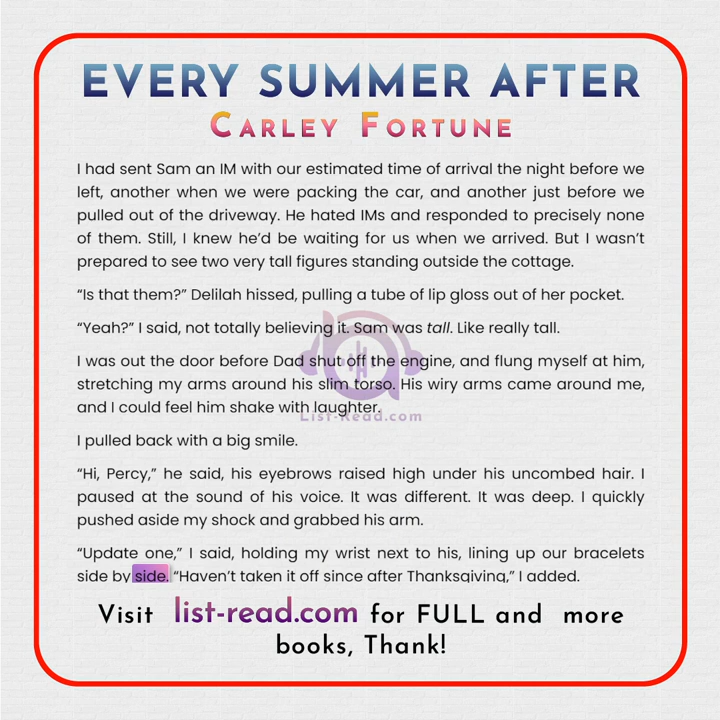 EVERY SUMMER AFTER
CARLEY FORTUNE
I had sent Sam an IM with our estimated time of arrival the night before we
left, another when we were packing the car, and another just before we
pulled out of the driveway. He hated IMs and responded to precisely none
of them. Still, I knew he’d be waiting for us when we arrived. But I wasn’t
prepared to see two very tall figures standing outside the cottage.
“Is that them?” Delilah hissed, pulling a tube of lip gloss out of her pocket.
“Yeah?” I said, not totally believing it. Sam was tall. Like really tall.
I was out the door before Dad shut off the engine, and flung myself at him,
stretching my arms around his slim torso. His wiry arms came around me,
and I could feel him shake with laughter.
List-Read.com
I pulled back with a big smile.
“Hi, Percy,” he said, his eyebrows raised high under his uncombed hair. I
paused at the sound of his voice. It was different. It was deep. I quickly
pushed aside my shock and grabbed his arm.
“Update one,” I said, holding my wrist next to his, lining up our bracelets
side by side. “Haven’t taken it off since after Thanksgiving,” I added.
Visit list-read.com for FULL and more
books, Thank!